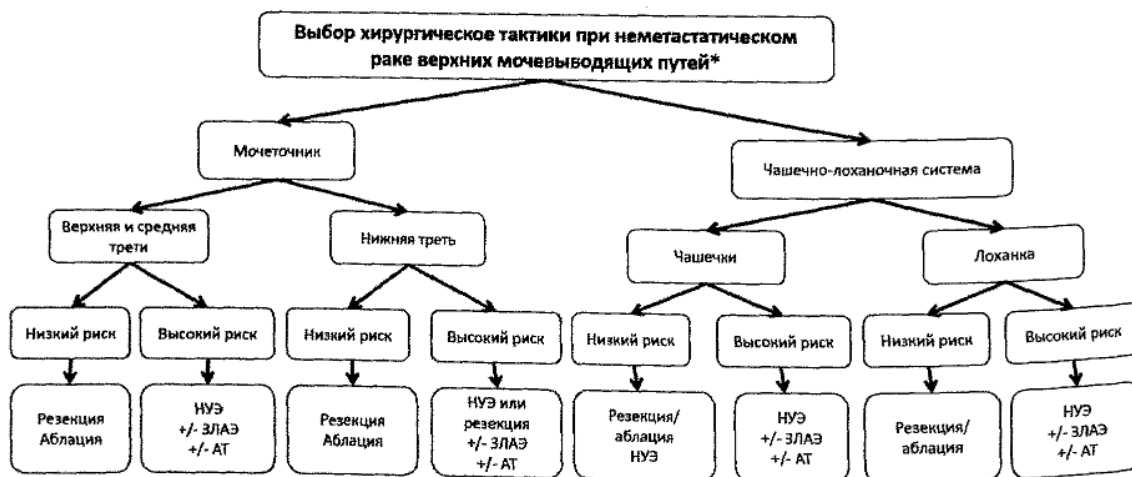 Выбор хирургическое тактики при неметастатическом
раке верхних мочевыводящих путей*
Мочеточник
Чашечно-лоханочная система
Верхняя и средняя
трети
Нижняя треть
Чашечки
Лоханка
Низкий риск
Высокий риск
Низкий риск
Высокий риск
Низкий риск
Высокий риск
Низкий риск
Высокий риск
Резекция
Аблация
НУЭ
+/- ЗЛАЭ
+/- АТ
Резекция
Аблация
НУЭ или
резекция
+/- ЗЛАЭ
+/- АТ
Резекция/
аблация
НУЭ
НУЭ
+/- ЗЛАЭ
+/- АТ
Резекция/
аблация
НУЭ
+/- ЗЛАЭ
+/- АТ